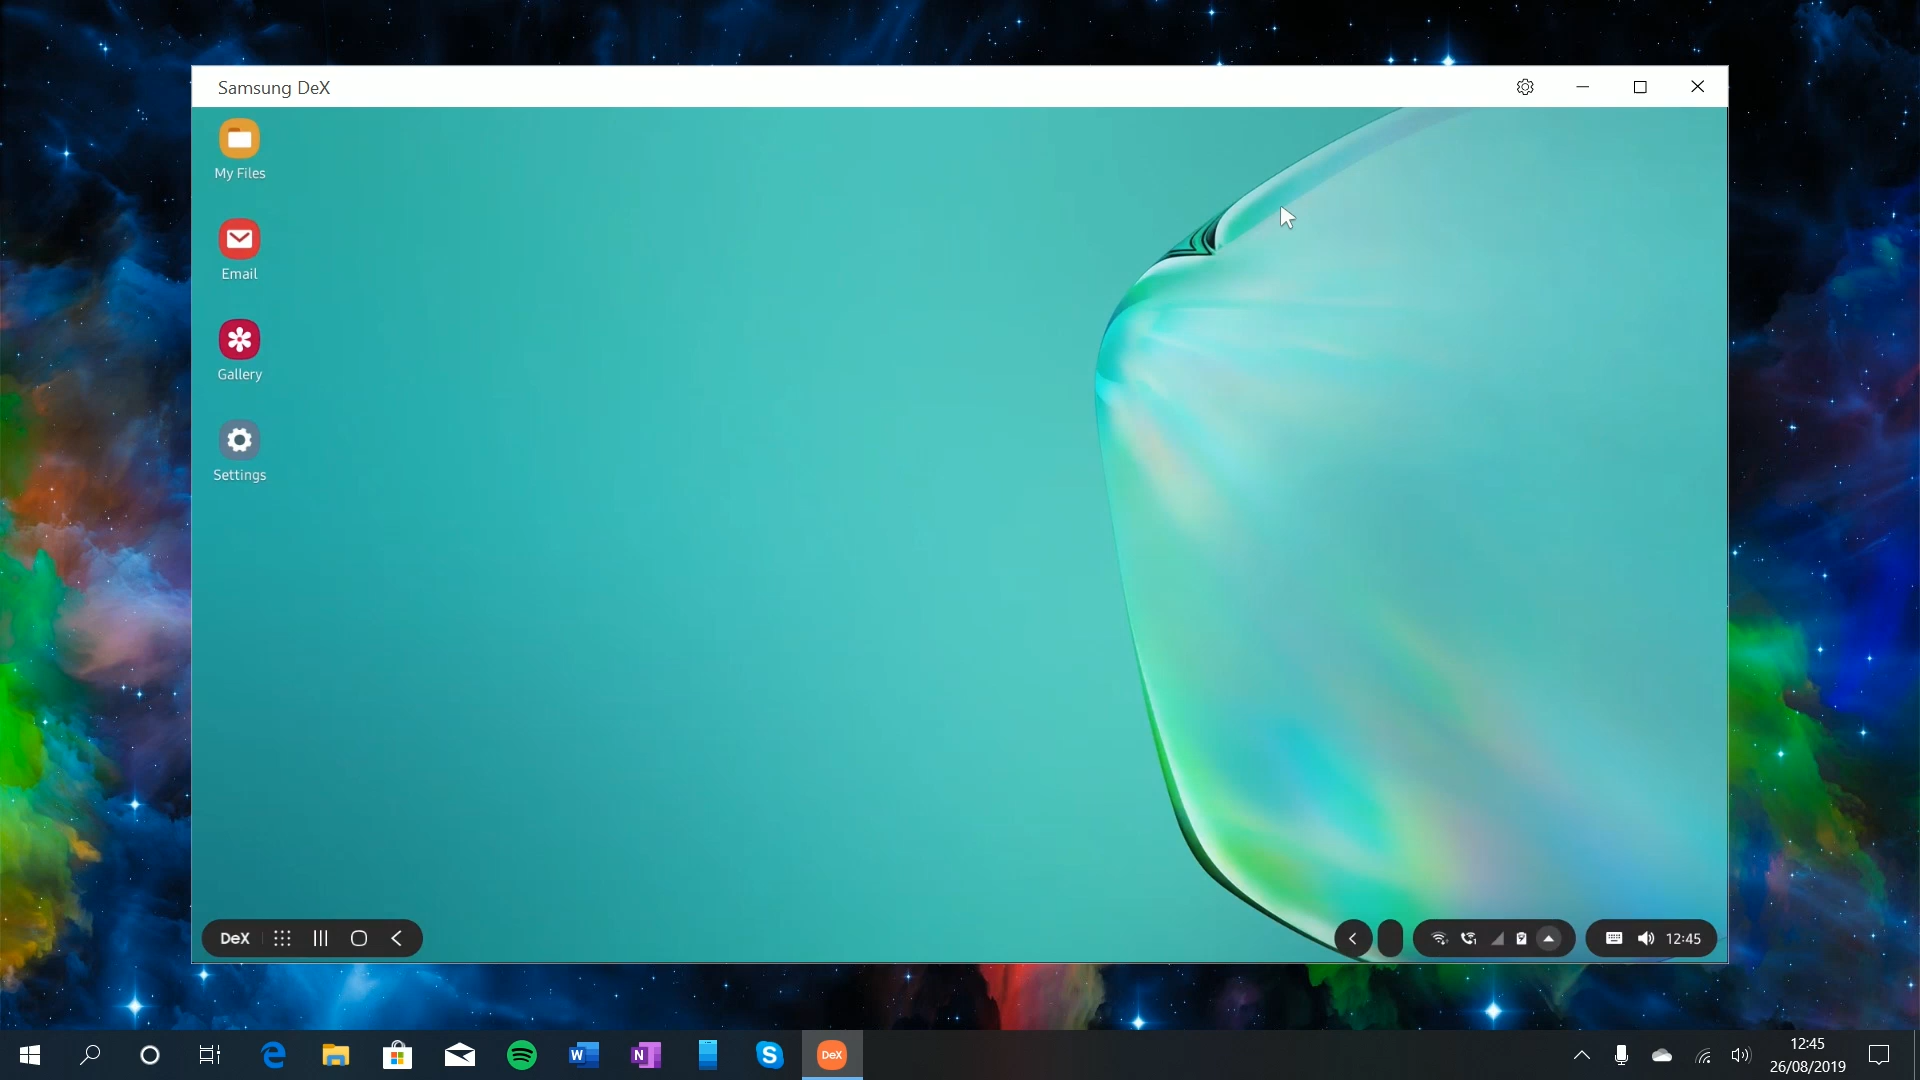 Samsung DeX
My Files
Email
Gallery
Settings
DeX
12:45
DeX
12:45
26/08/2019